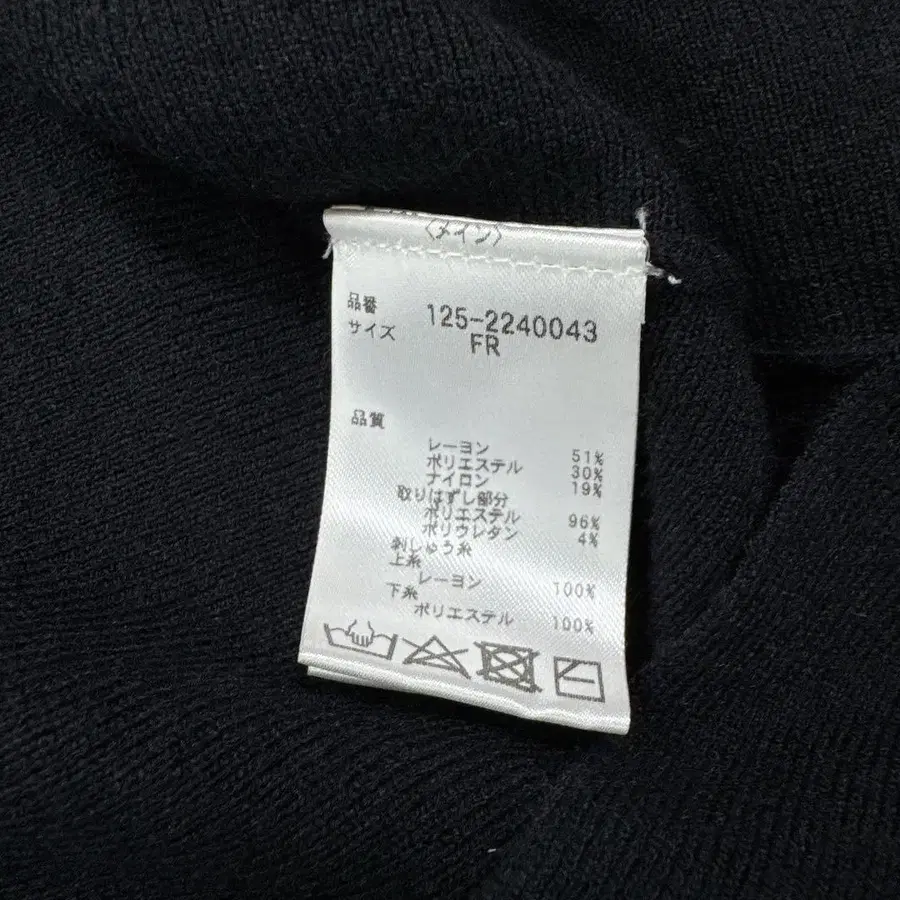 〈メイン〉
品番 125-2240043
サイズ FR
品質
レーヨン 51%
ポリエステル 30%
ナイロン 19%
取りはずし部分
ポリエステル 96%
ポリウレタン 4%
刺しゅう糸
上糸
レーヨン 100%
下糸
ポリエステル 100%